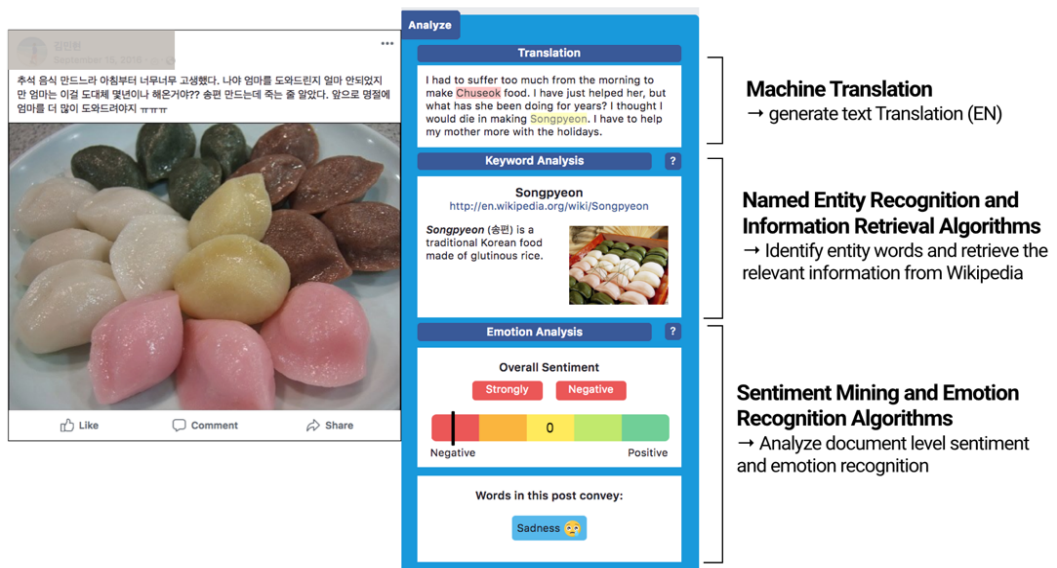 김민현
추석 음식 만드느라 아침부터 너무너무 고생했다. 나야 엄마를 도와드린지 얼마 안되었지
만 엄마는 이걸 도대체 몇년이나 해온거야?? 송편 만드는데 죽는 줄 알았다. 앞으로 명절에
엄마를 더 많이 도와드려야지 ㅠㅠㅠ
Like
Comment
Share
Analyze
Translation
I had to suffer too much from the morning to
make Chuseok food. I have just helped her, but
what has she been doing for years? I thought I
would die in making Songpyeon. I have to help
my mother more with the holidays.
Keyword Analysis
?
Songpyeon
http://en.wikipedia.org/wiki/Songpyeon
Songpyeon (송편) is a
traditional Korean food
made of glutinous rice.
Emotion Analysis
?
Overall Sentiment
Strongly
Negative
0
Negative
Positive
Words in this post convey:
Sadness
Machine Translation
→ generate text Translation (EN)
Named Entity Recognition and
Information Retrieval Algorithms
→ Identify entity words and retrieve the
relevant information from Wikipedia
Sentiment Mining and Emotion
Recognition Algorithms
→ Analyze document level sentiment
and emotion recognition